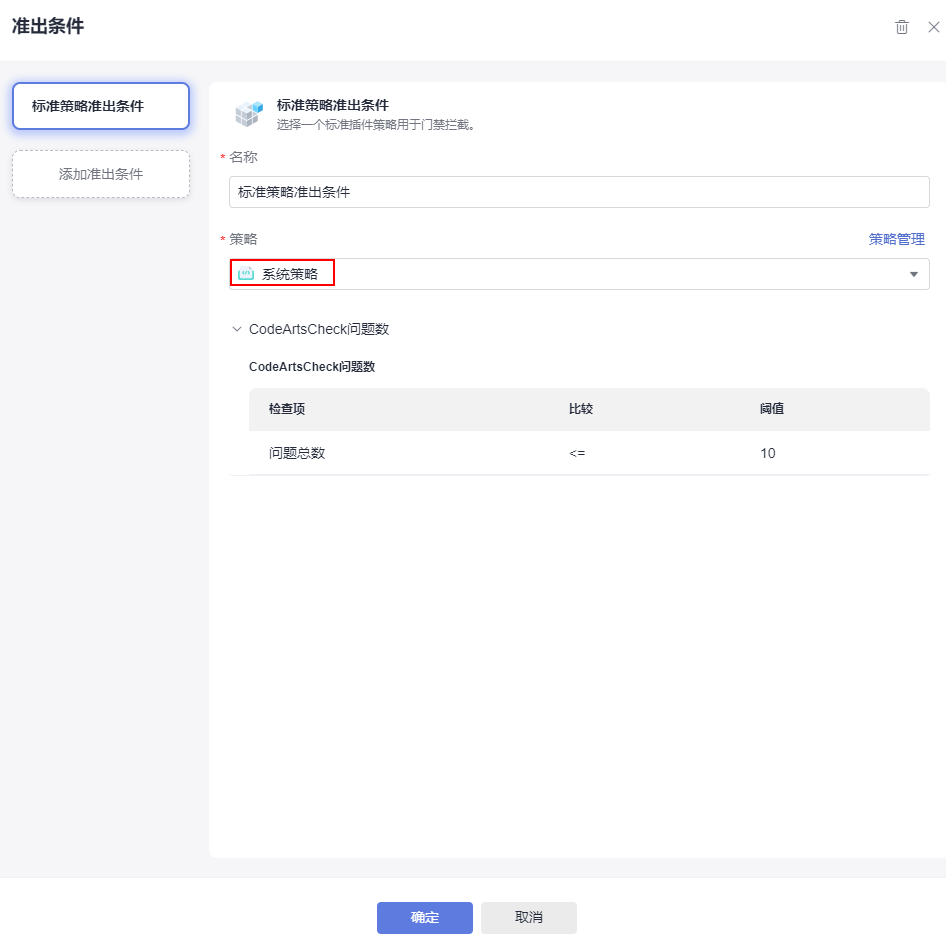 准出条件
标准策略准出条件
添加准出条件
标准策略准出条件
选择一个标准插件策略用于门禁拦截。
* 名称
标准策略准出条件
* 策略
策略管理
系统策略
CodeArtsCheck问题数
CodeArtsCheck问题数
检查项 比较 阈值
问题总数 <= 10
确定 取消